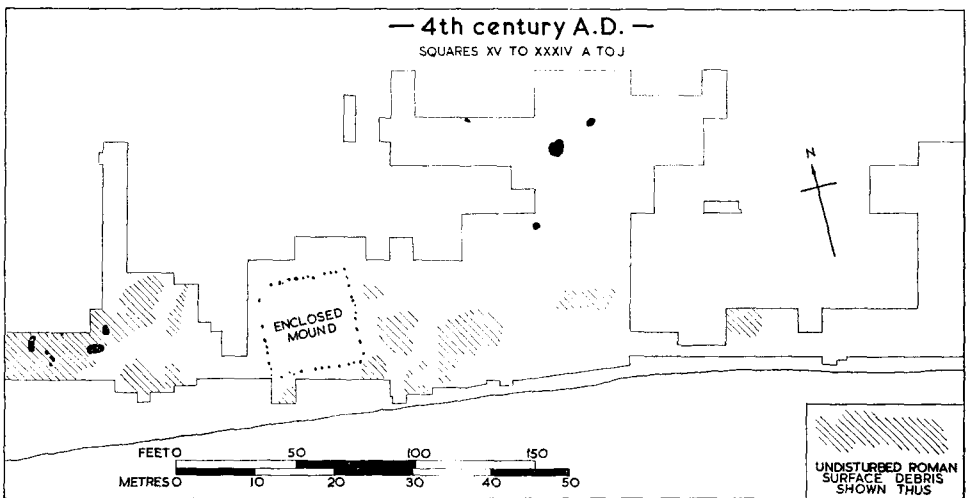 — 4th century A.D. —
SQUARES XV TO XXXIV A TO J
N
ENCLOSED
MOUND
FEET 0 50 100 150
METRES 0 10 20 30 40 50
UNDISTURBED ROMAN
SURFACE DEBRIS
SHOWN THUS